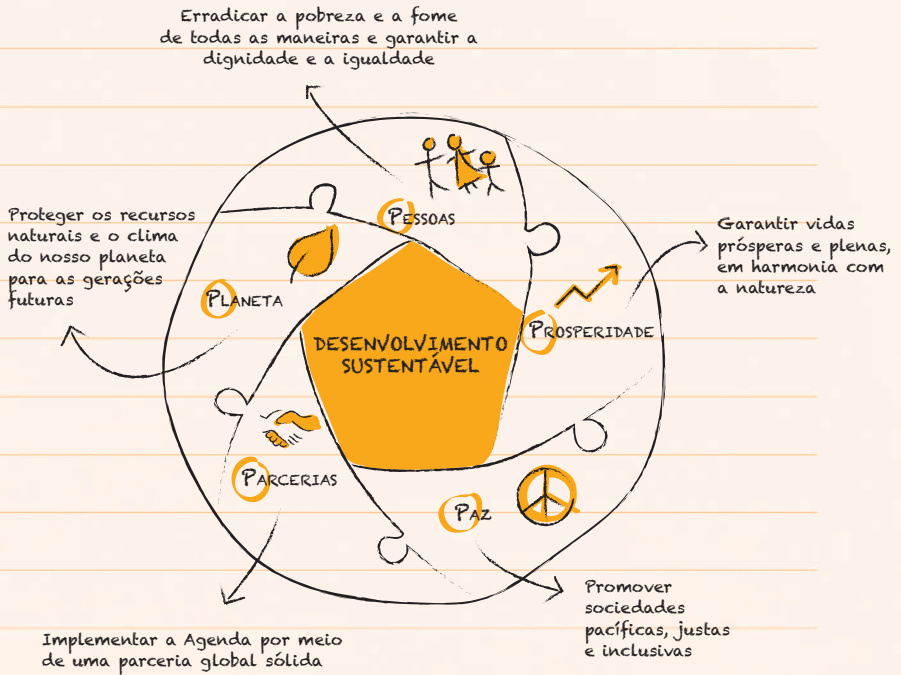 Erradicar a pobreza e a fome
de todas as maneiras e garantir a
dignidade e a igualdade
PESSOAS
Proteger os recursos
naturais e o clima
do nosso planeta
para as gerações
futuras
PLANETA
Garantir vidas
prósperas e plenas,
em harmonia com
a natureza
PROSPERIDADE
DESENVOLVIMENTO
SUSTENTÁVEL
PARCERIAS
PAZ
Promover
sociedades
pacíficas, justas
e inclusivas
Implementar a Agenda por meio
de uma parceria global sólida